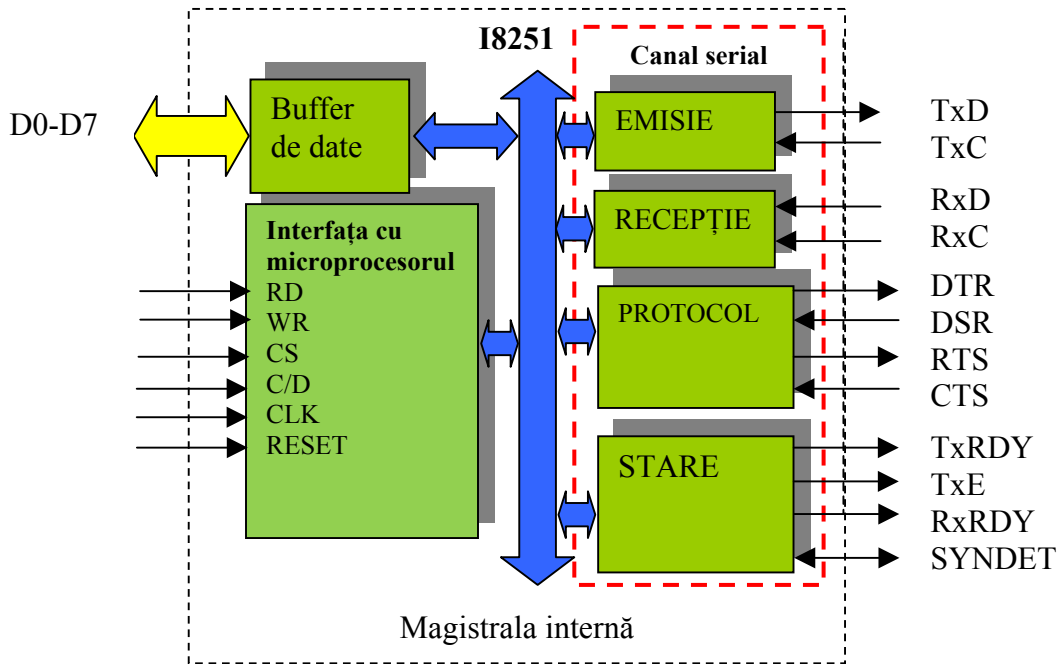 I8251
Canal serial
D0-D7
Buffer
de date
EMISIE
TxD
TxC
RECEPȚIE
RxD
RxC
Interfața cu
microprocesorul
RD
WR
CS
C/D
CLK
RESET
PROTOCOL
DTR
DSR
RTS
CTS
STARE
TxRDY
TxE
RxRDY
SYNDET
Magistrala internă